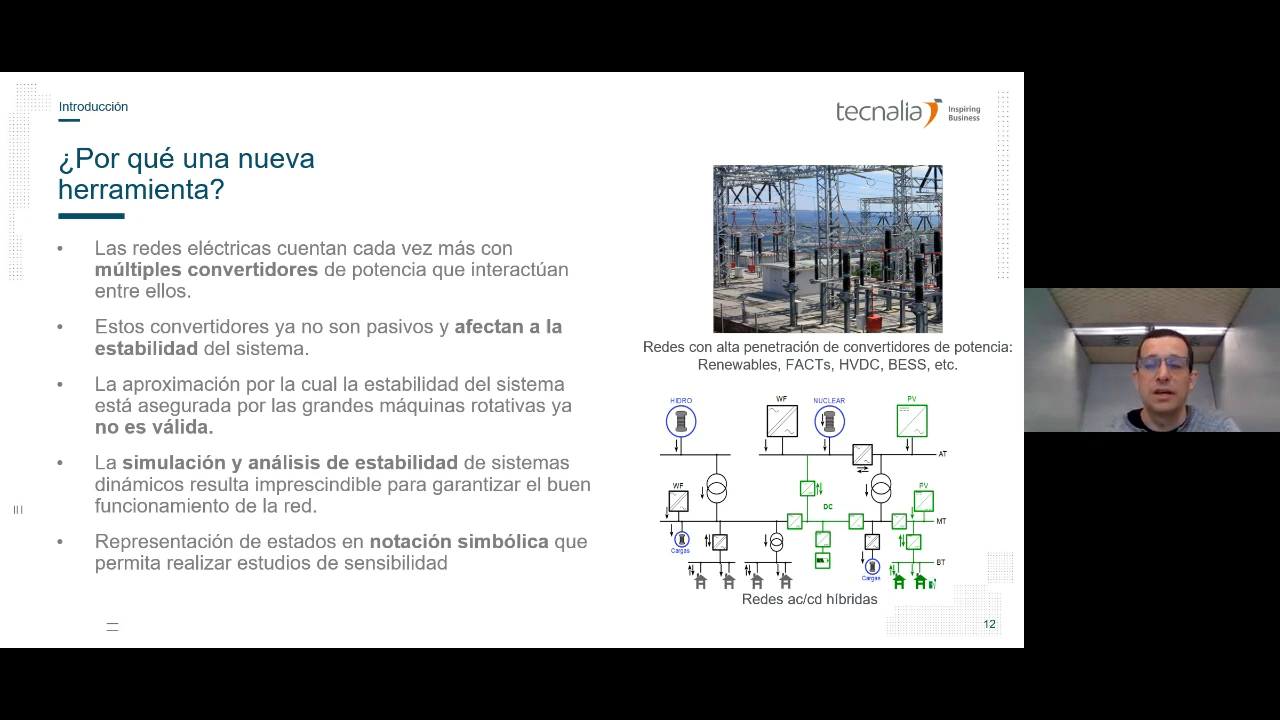 Introducción
tecnalia Inspiring
Business
¿Por qué una nueva
herramienta?
• Las redes eléctricas cuentan cada vez más con
múltiples convertidores de potencia que interactúan
entre ellos.
• Estos convertidores ya no son pasivos y afectan a la
estabilidad del sistema.
• La aproximación por la cual la estabilidad del sistema
está asegurada por las grandes máquinas rotativas ya
no es válida.
• La simulación y análisis de estabilidad de sistemas
dinámicos resulta imprescindible para garantizar el buen
funcionamiento de la red.
• Representación de estados en notación simbólica que
permita realizar estudios de sensibilidad
Redes con alta penetración de convertidores de potencia:
Renewables, FACTs, HVDC, BESS, etc.
HIDRO WF NUCLEAR PV
AT
WF PV
DC
MT
Cargas
BT
Cargas
Redes ac/cd híbridas
12